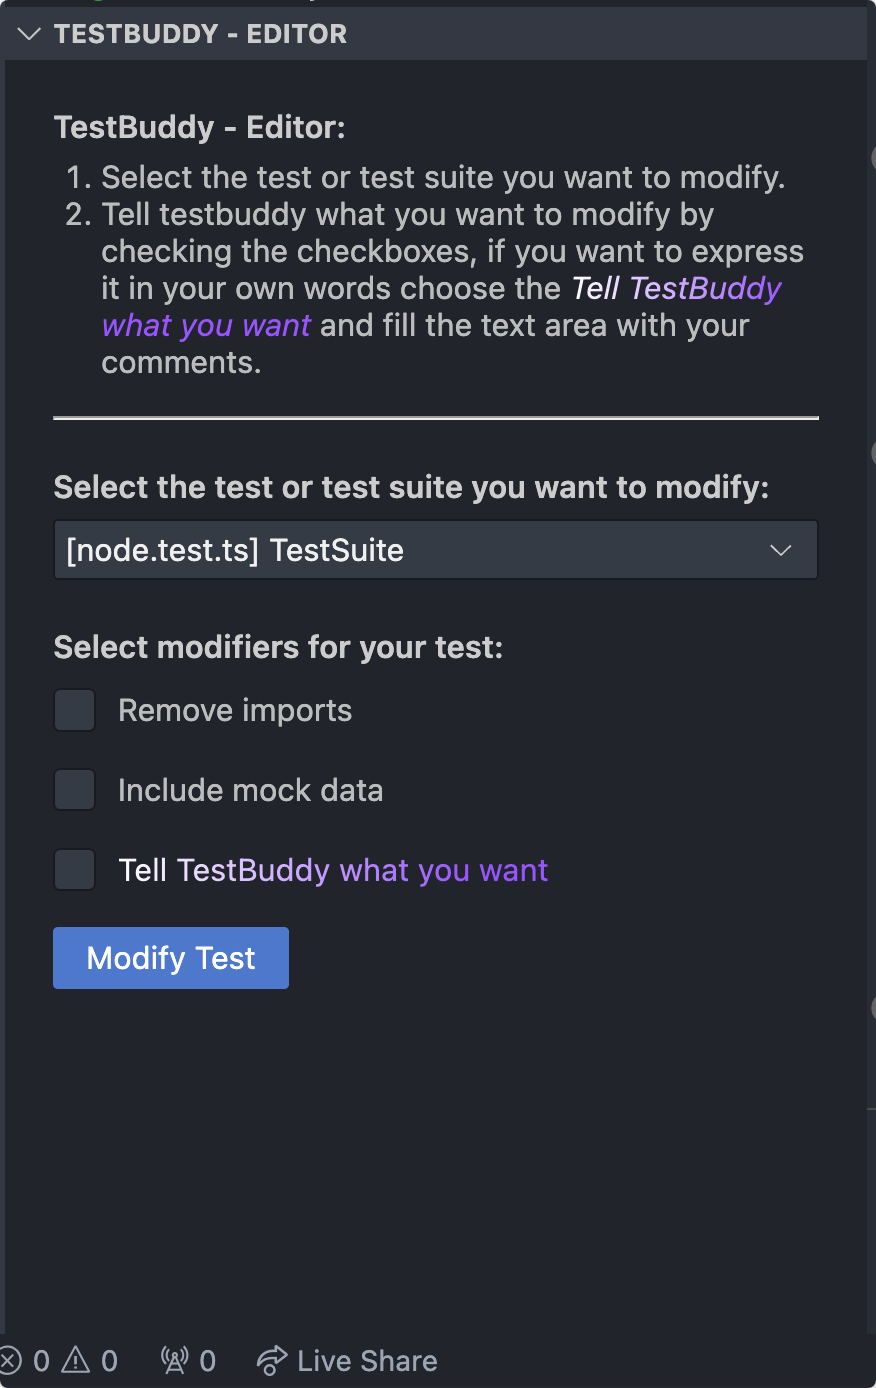 TESTBUDDY - EDITOR
TestBuddy - Editor:
1. Select the test or test suite you want to modify.
2. Tell testbuddy what you want to modify by
checking the checkboxes, if you want to express
it in your own words choose the Tell TestBuddy
what you want and fill the text area with your
comments.
Select the test or test suite you want to modify:
[node.test.ts] TestSuite
Select modifiers for your test:
Remove imports
Include mock data
Tell TestBuddy what you want
Modify Test
0 0 0 Live Share